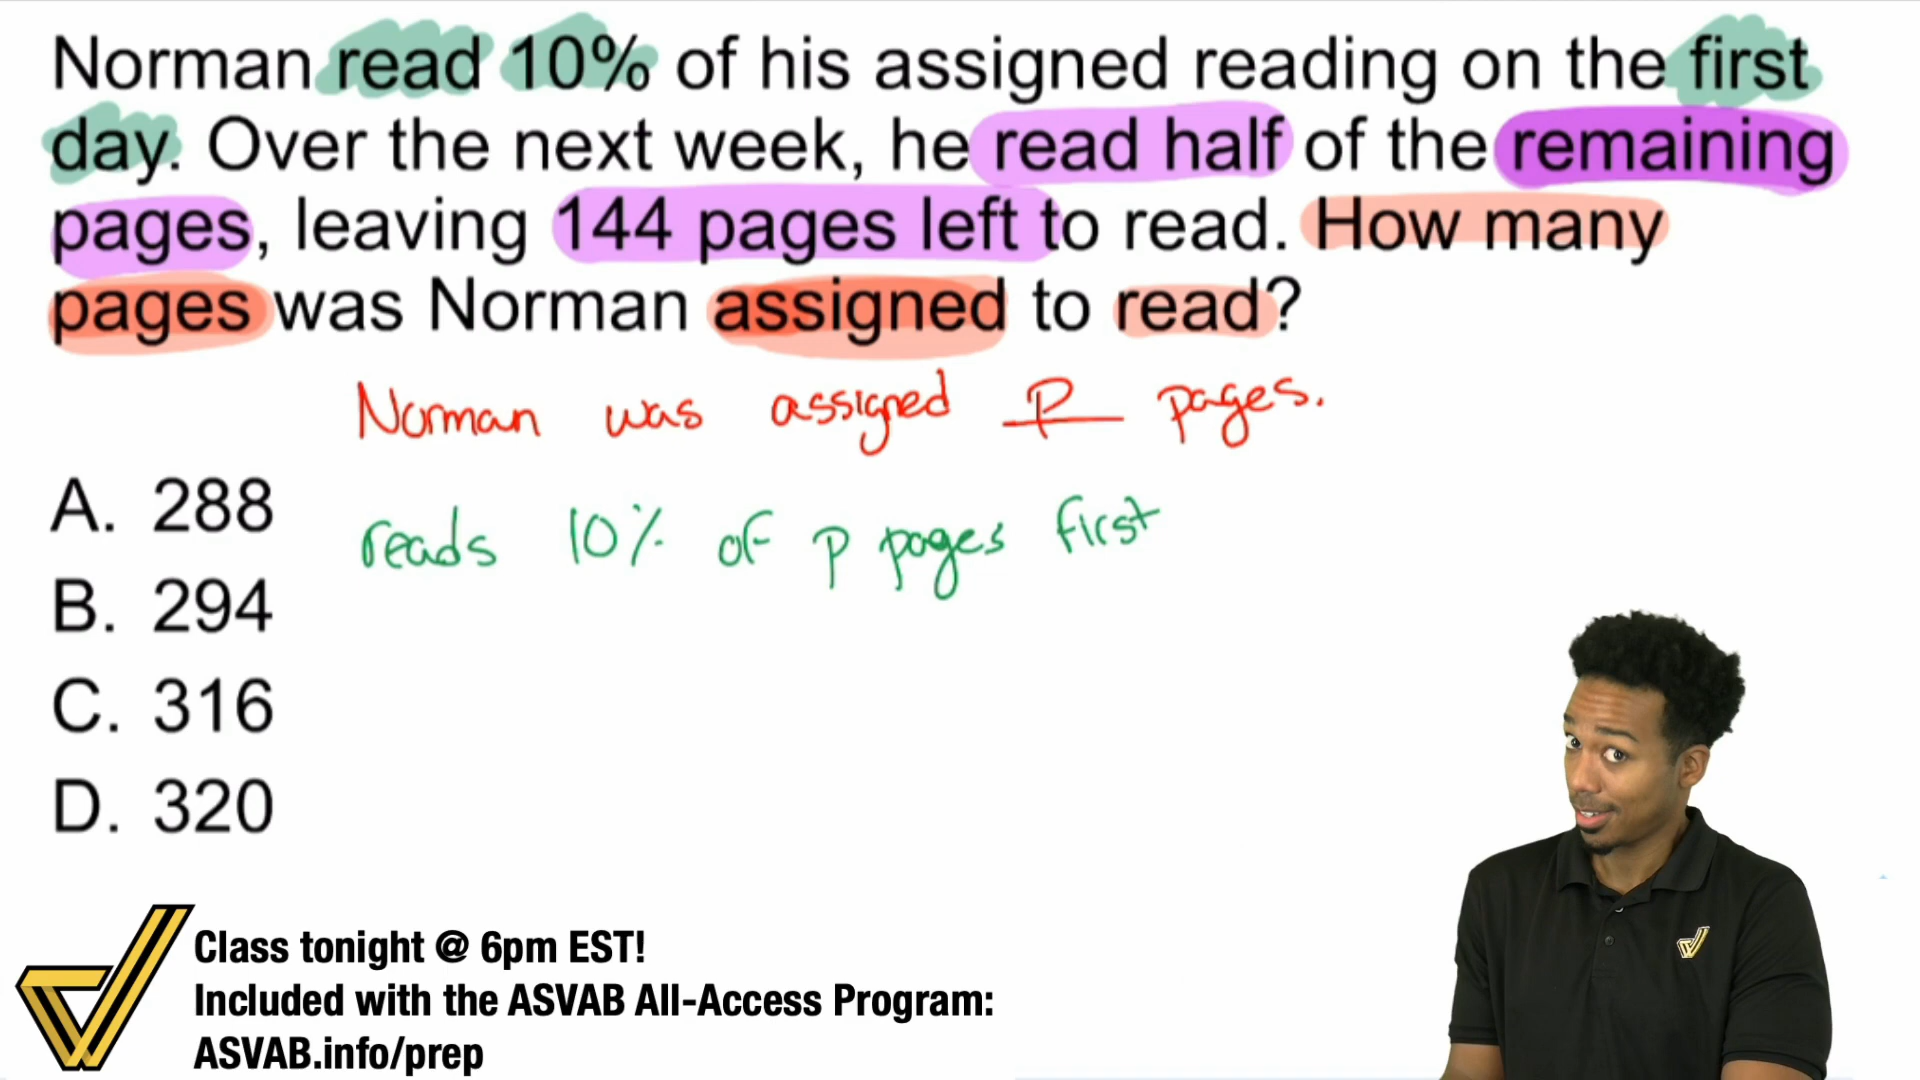 Norman read 10% of his assigned reading on the first
day. Over the next week, he read half of the remaining
pages, leaving 144 pages left to read. How many
pages was Norman assigned to read?
Norman was assigned P pages.
reads 10% of p pages first
A. 288
B. 294
C. 316
D. 320
Class tonight @ 6pm EST!
Included with the ASVAB All-Access Program:
ASVAB.info/prep